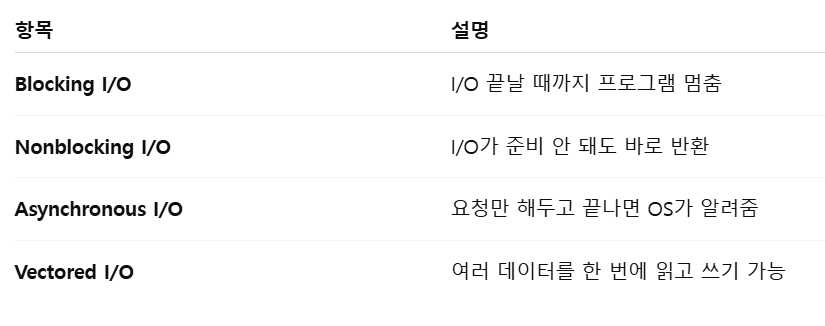 항목 설명
Blocking I/O I/O 끝날 때까지 프로그램 멈춤
Nonblocking I/O I/O가 준비 안 돼도 바로 반환
Asynchronous I/O 요청만 해두고 끝나면 OS가 알려줌
Vectored I/O 여러 데이터를 한 번에 읽고 쓰기 가능